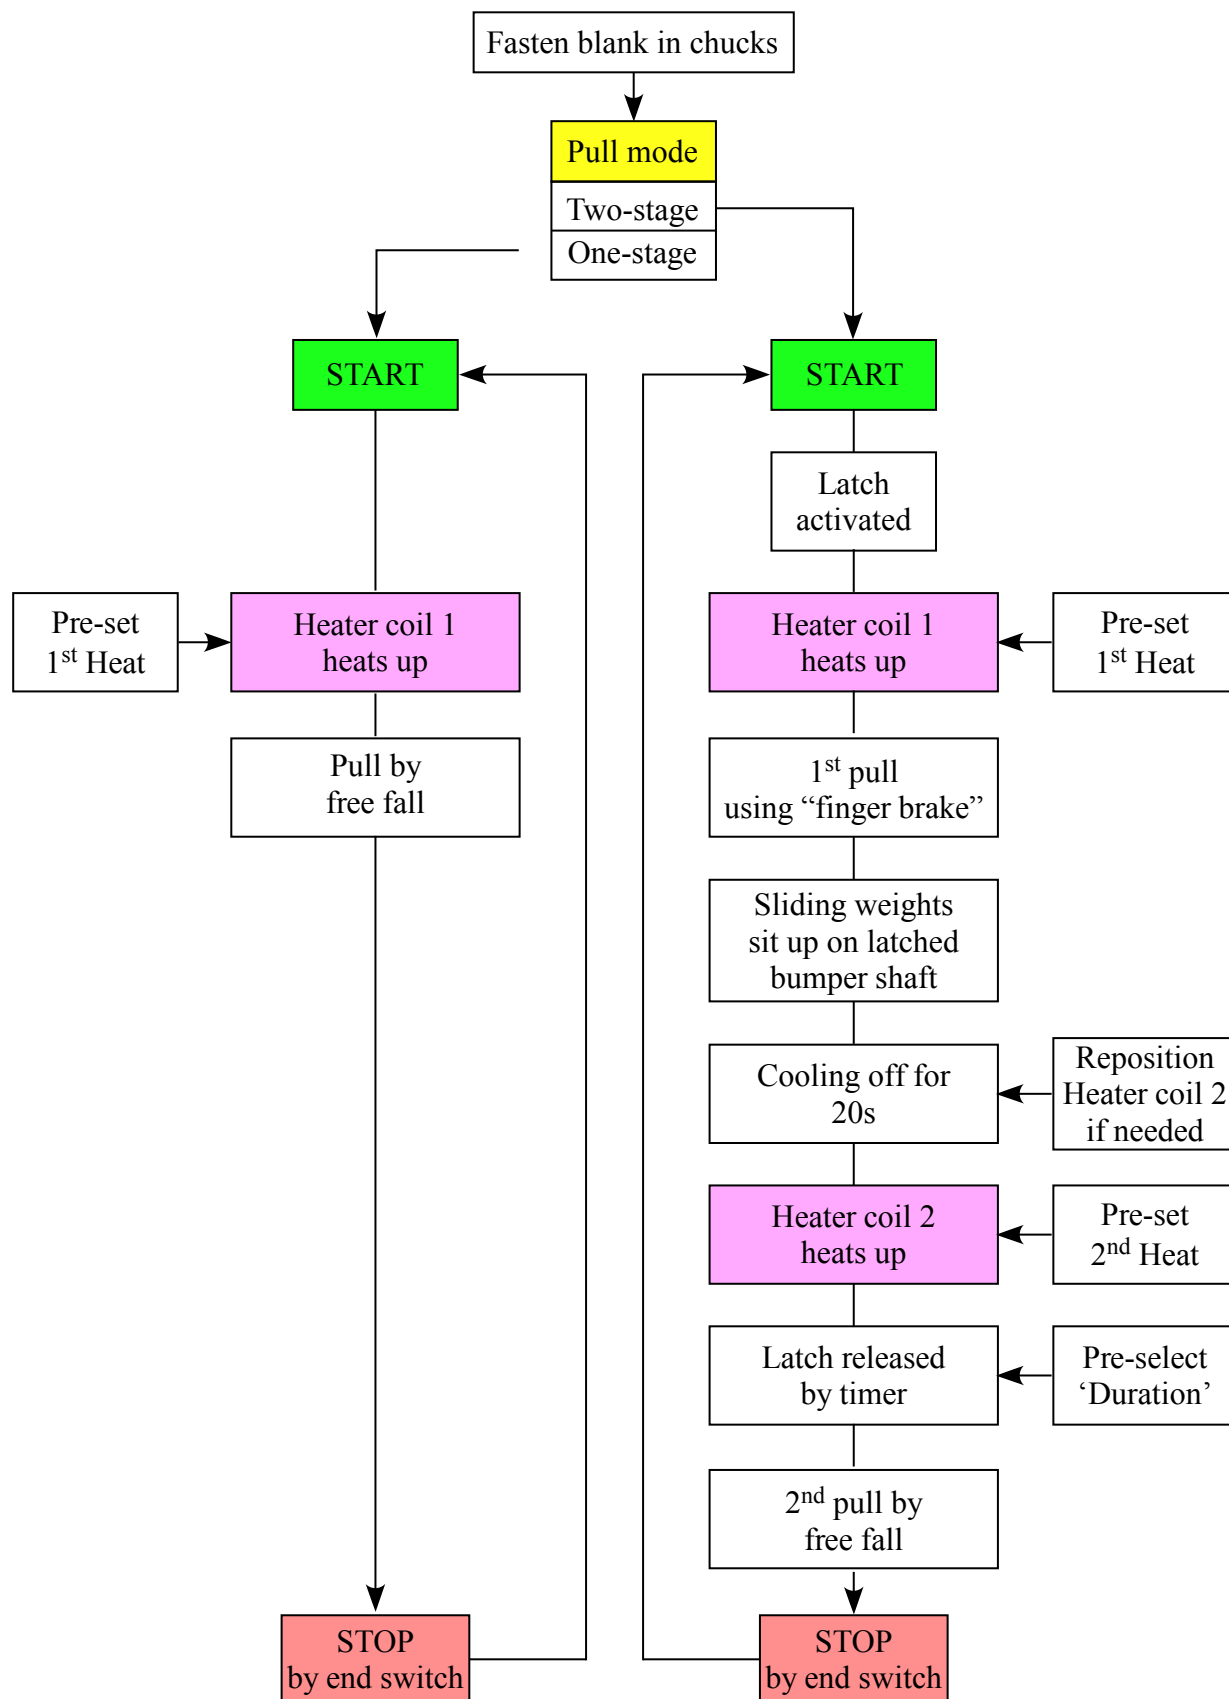 Fasten blank in chucks
Pull mode
Two-stage
One-stage
START
Pre-set
1st Heat
Heater coil 1
heats up
Pull by
free fall
STOP
by end switch
START
Latch
activated
Heater coil 1
heats up
Pre-set
1st Heat
1st pull
using “finger brake”
Sliding weights
sit up on latched
bumper shaft
Cooling off for
20s
Reposition
Heater coil 2
if needed
Heater coil 2
heats up
Pre-set
2nd Heat
Latch released
by timer
Pre-select
‘Duration’
2nd pull by
free fall
STOP
by end switch